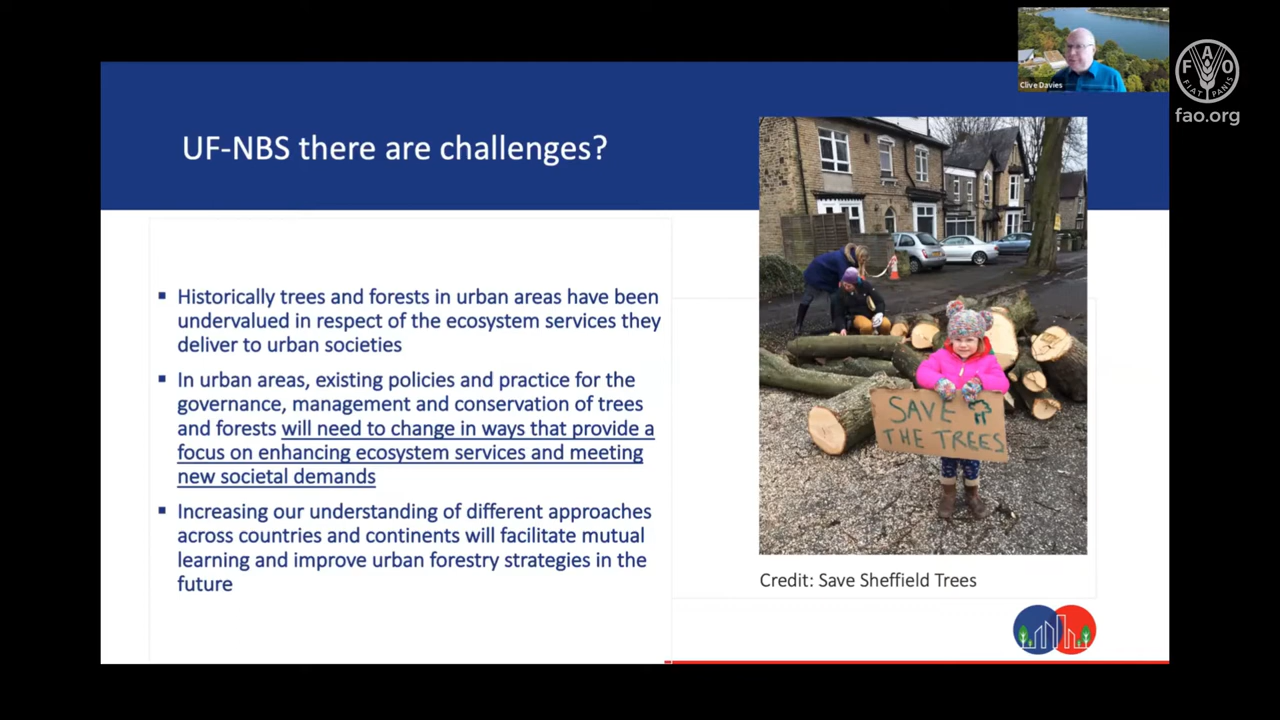 Clive Davies
F A O
FIAT PANIS
fao.org
UF-NBS there are challenges?
▪ Historically trees and forests in urban areas have been
undervalued in respect of the ecosystem services they
deliver to urban societies
▪ In urban areas, existing policies and practice for the
governance, management and conservation of trees
and forests will need to change in ways that provide a
focus on enhancing ecosystem services and meeting
new societal demands
▪ Increasing our understanding of different approaches
across countries and continents will facilitate mutual
learning and improve urban forestry strategies in the
future
SAVE
THE TREES
Credit: Save Sheffield Trees